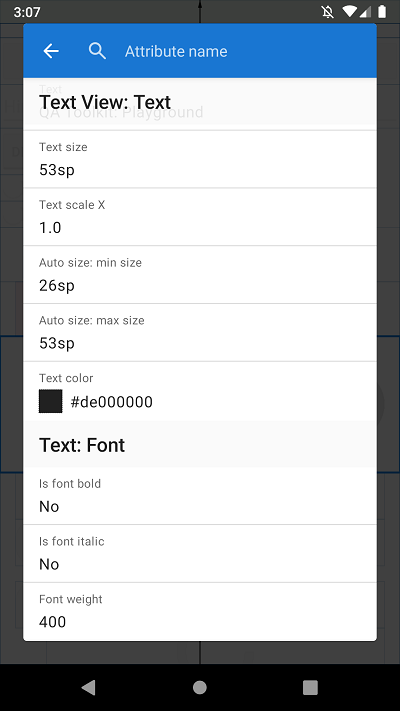 3:07
Attribute name
Text
Text View: Text
QA Toolkit: Playground
Text size
53sp
Text scale X
1.0
Auto size: min size
26sp
Auto size: max size
53sp
Text color
#de000000
Text: Font
Is font bold
No
Is font italic
No
Font weight
400